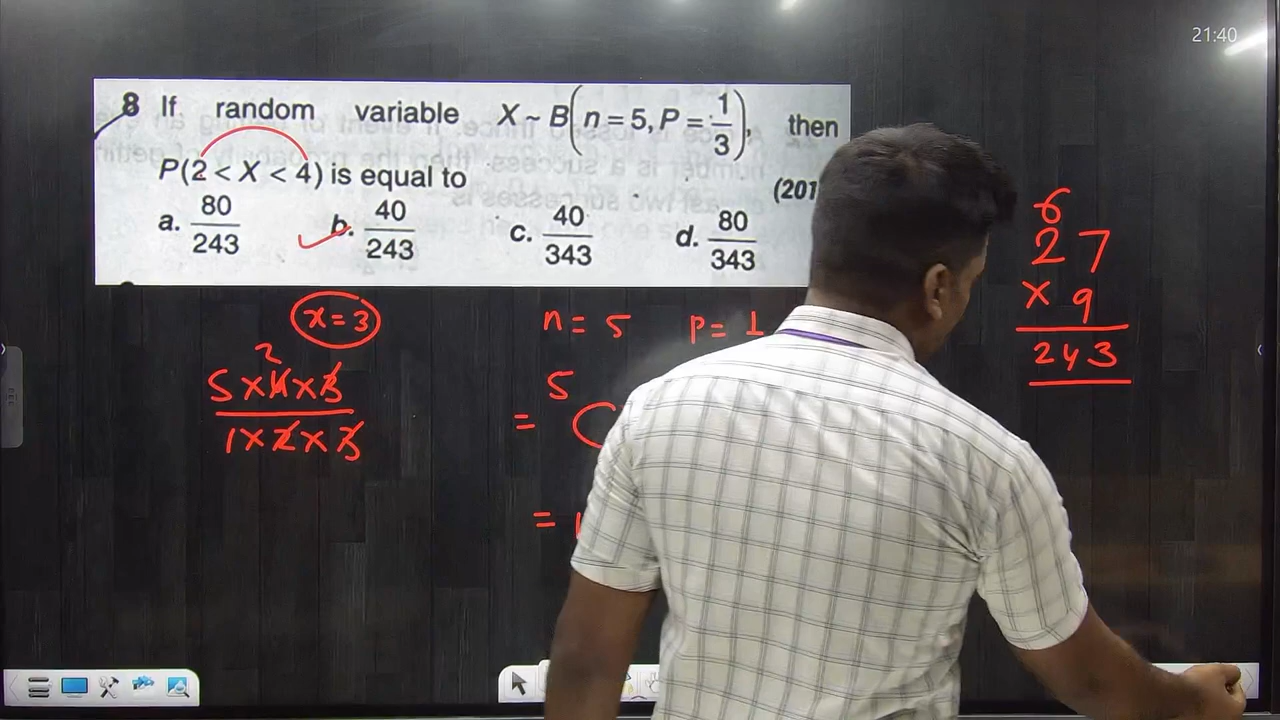 21:40
8 If random variable X ~ B(n = 5, P = 1/3), then
P(2 < X < 4) is equal to (201
a. 80/243 b. 40/243 c. 40/343 d. 80/343
x = 3
n = 5 p = 1
2
5 x 4 x 3
1 x 2 x 3
= 5 C
=
6
27
x 9
243